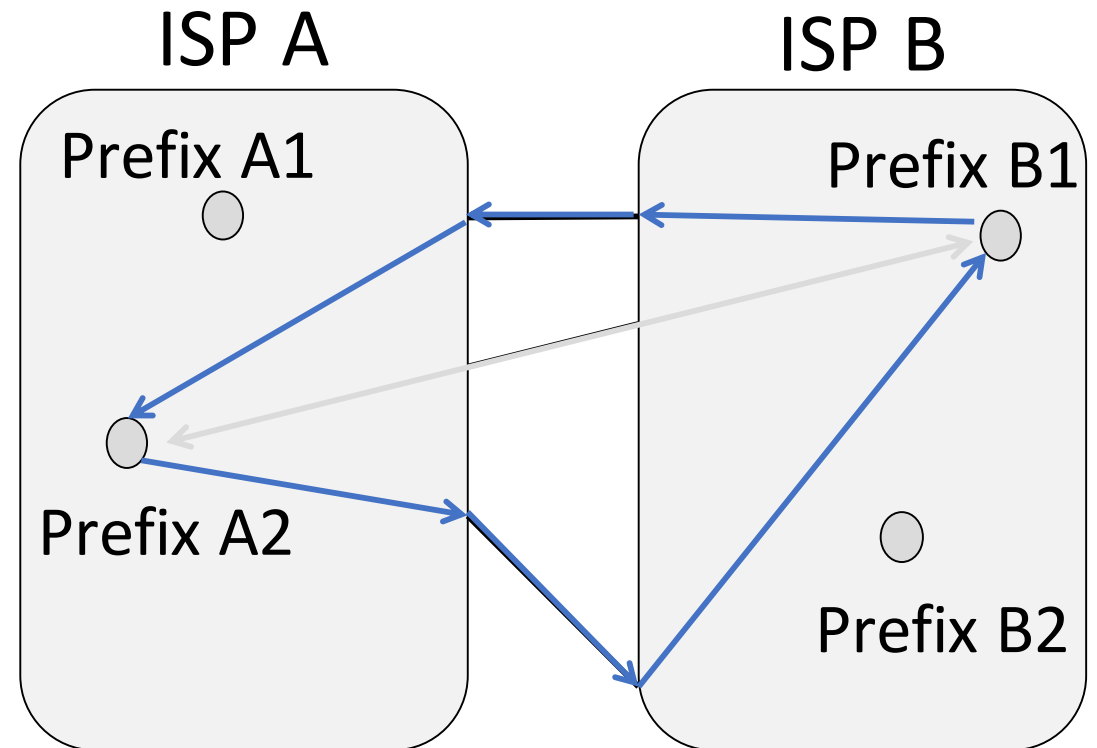 ISP A
ISP B
Prefix A1
Prefix B1
Prefix A2
Prefix B2